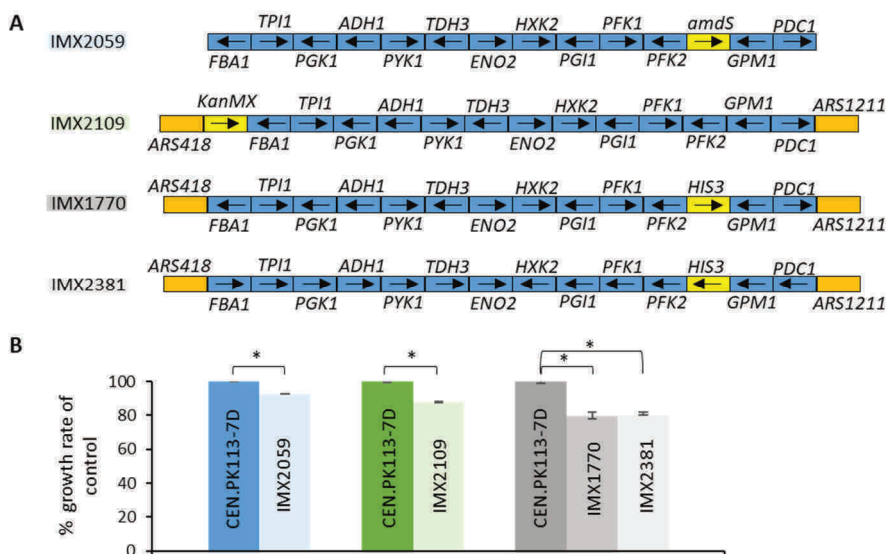 A
TPI1 ADH1 TDH3 HXK2 PFK1 amdS PDC1
IMX2059
FBA1 PGK1 PYK1 ENO2 PGI1 PFK2 GPM1
KanMX TPI1 ADH1 TDH3 HXK2 PFK1 GPM1 ARS1211
IMX2109
ARS418 FBA1 PGK1 PYK1 ENO2 PGI1 PFK2 PDC1
ARS418 TPI1 ADH1 TDH3 HXK2 PFK1 HIS3 PDC1
IMX1770
FBA1 PGK1 PYK1 ENO2 PGI1 PFK2 GPM1 ARS1211
ARS418 TPI1 ADH1 TDH3 HXK2 PFK1 HIS3 PDC1
IMX2381
FBA1 PGK1 PYK1 ENO2 PGI1 PFK2 GPM1 ARS1211
B
* * * *
% growth rate of
control
100
80
60
40
20
0
CEN.PK113-7D
IMX2059
CEN.PK113-7D
IMX2109
CEN.PK113-7D
IMX1770
IMX2381